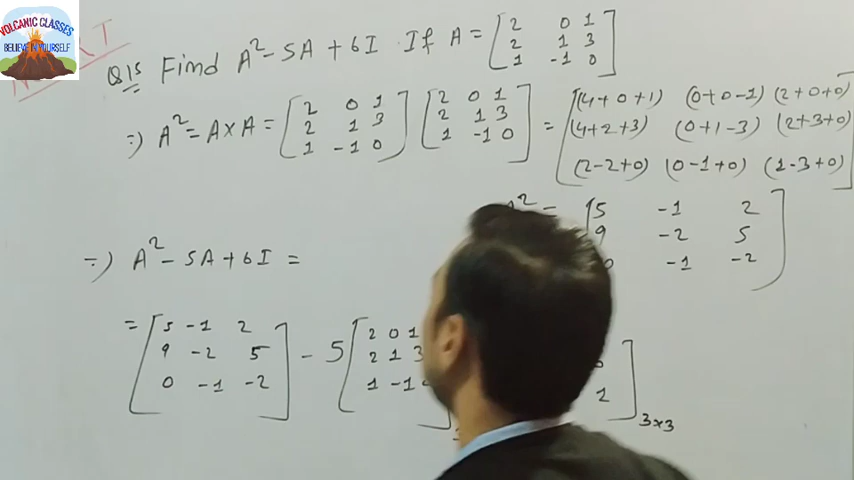 VOLCANIC CLASSES
BELIEVE IN YOURSELF
Q15 Find A² - 5A + 6I If A = [2 0 1
2 1 3
1 -1 0]
⇒ A² = A×A = [2 0 1 [2 0 1 = [(4+0+1) (0+0-1) (2+0+0)
2 1 3 2 1 3 (4+2+3) (0+1-3) (2+3+0)
1 -1 0] 1 -1 0] (2-2+0) (0-1+0) (1-3+0)]
A² = [5 -1 2
9 -2 5
0 -1 -2]
⇒ A² - 5A + 6I =
= [5 -1 2 - 5 [2 0 1
9 -2 5 2 1 3
0 -1 -2] 1 -1 1]3×3